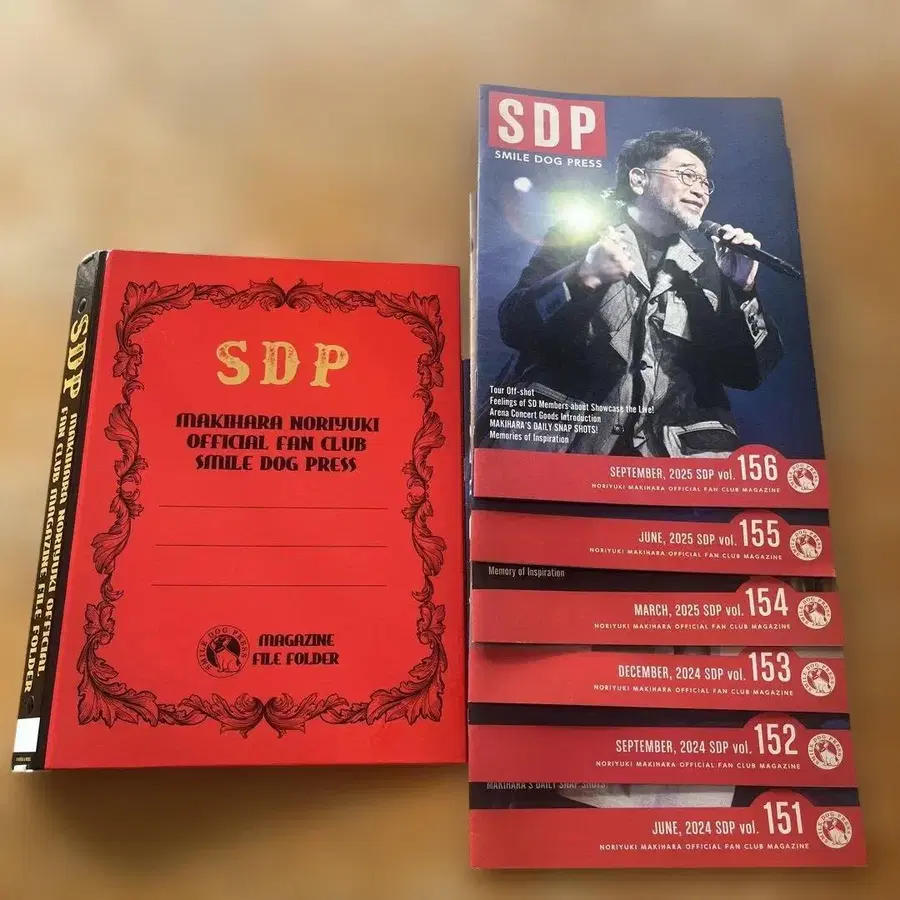 SDP
MAKIHARA NORIYUKI OFFICIAL
FAN CLUB MAGAZINE FILE FOLDER
SDP
MAKIHARA NORIYUKI
OFFICIAL FAN CLUB
SMILE DOG PRESS
SMILE DOG PRESS
MAGAZINE
FILE FOLDER
SDP
SMILE DOG PRESS
Tour Off-shot
Feelings of SD Members about Showcase the Live!
Arena Concert Goods Introduction
MAKIHARA'S DAILY SNAP SHOTS!
Memories of Inspiration
SEPTEMBER, 2025 SDP vol. 156
NORIYUKI MAKIHARA OFFICIAL FAN CLUB MAGAZINE
JUNE, 2025 SDP vol. 155
NORIYUKI MAKIHARA OFFICIAL FAN CLUB MAGAZINE
Memory of Inspiration
MARCH, 2025 SDP vol. 154
NORIYUKI MAKIHARA OFFICIAL FAN CLUB MAGAZINE
DECEMBER, 2024 SDP vol. 153
NORIYUKI MAKIHARA OFFICIAL FAN CLUB MAGAZINE
SEPTEMBER, 2024 SDP vol. 152
NORIYUKI MAKIHARA OFFICIAL FAN CLUB MAGAZINE
MAKIHARA'S DAILY SNAP SHOTS!
JUNE, 2024 SDP vol. 151
NORIYUKI MAKIHARA OFFICIAL FAN CLUB MAGAZINE